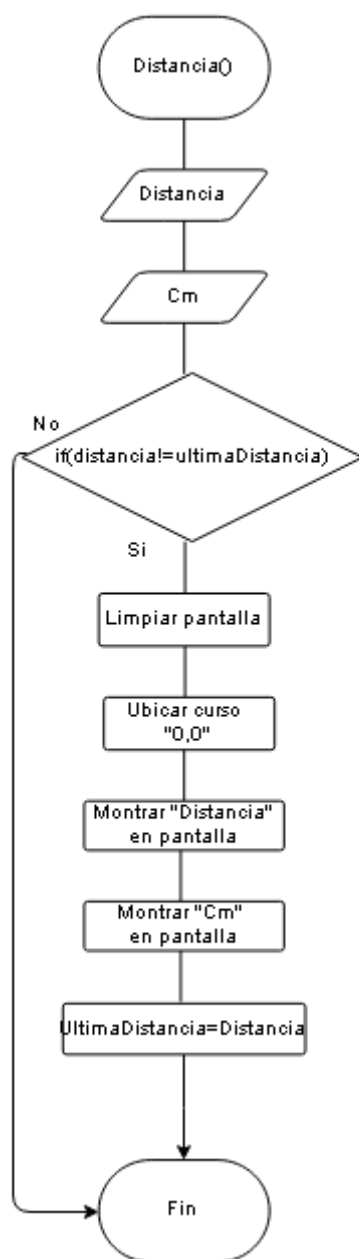 Distancia()
Distancia
Cm
No
if(distancia!=ultimaDistancia)
Si
Limpiar pantalla
Ubicar curso
"0,0"
Montrar "Distancia"
en pantalla
Montrar "Cm"
en pantalla
UltimaDistancia=Distancia
Fin